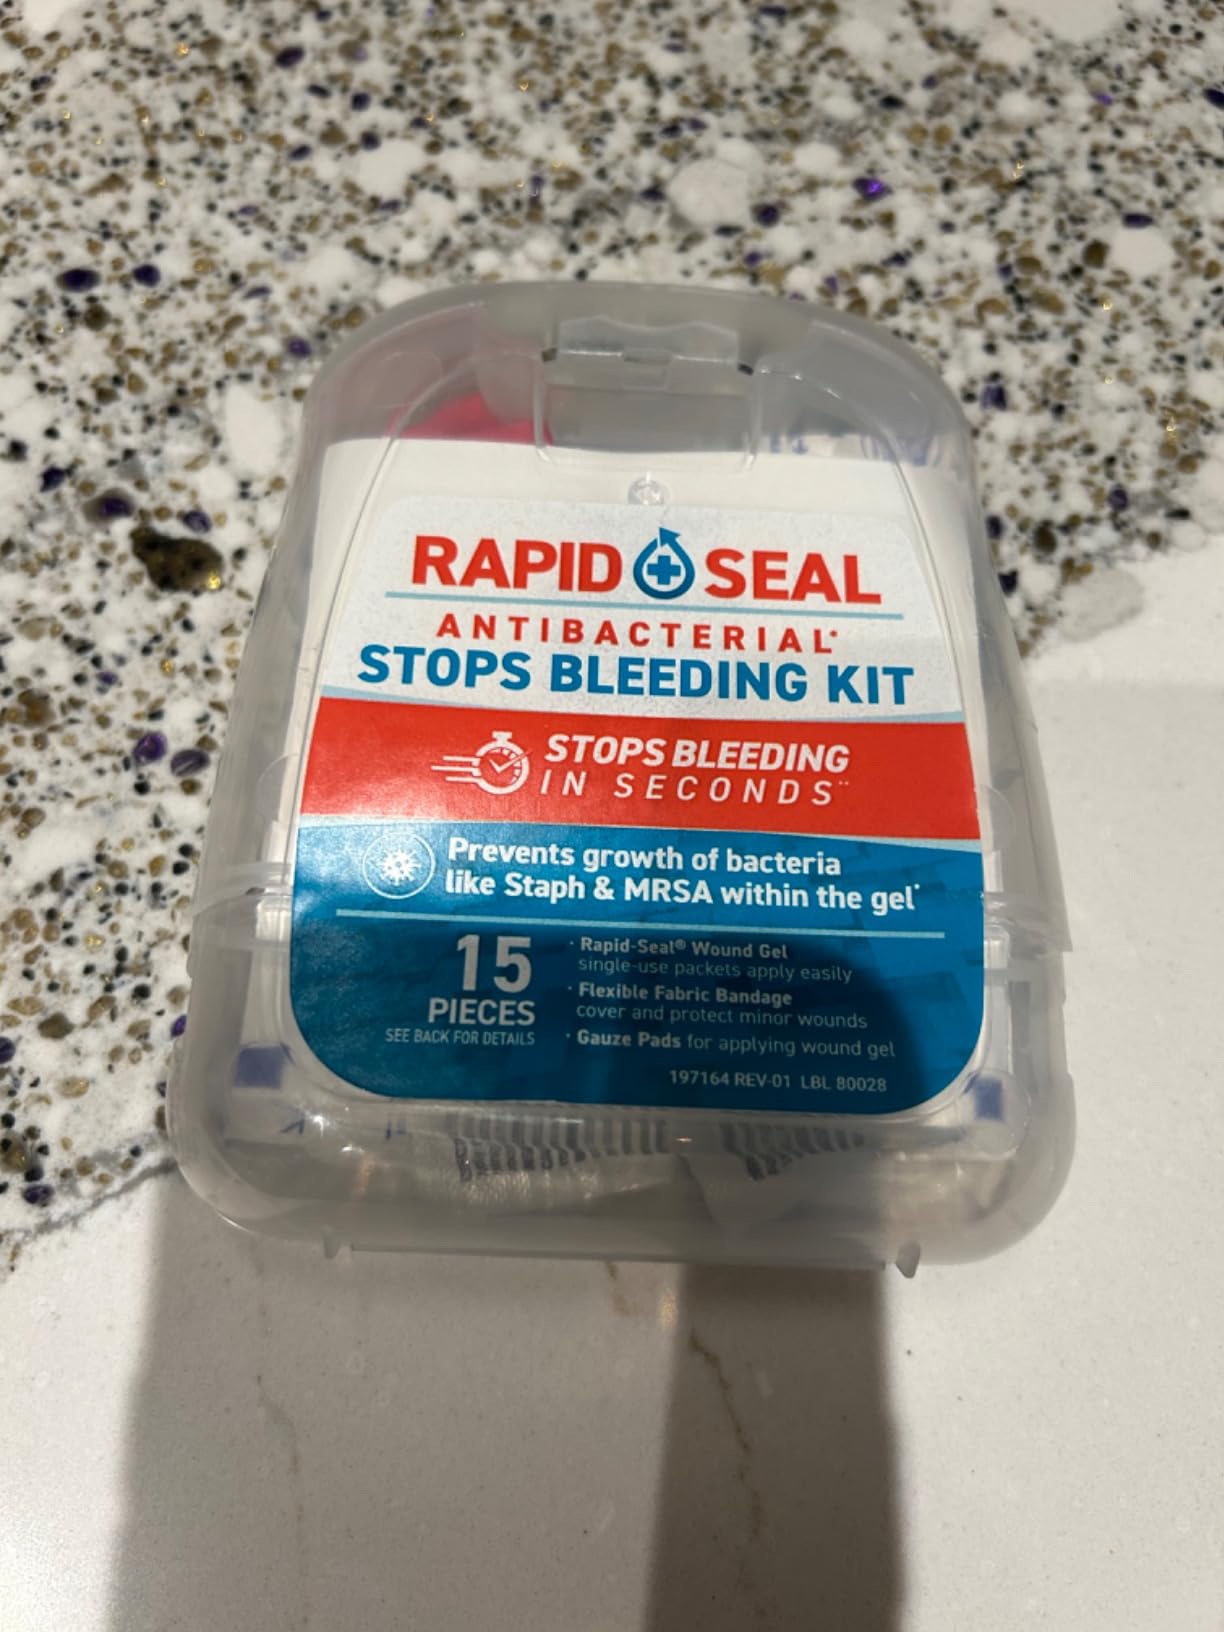 RAPID SEAL
ANTIBACTERIAL*
STOPS BLEEDING KIT
STOPS BLEEDING
IN SECONDS**
Prevents growth of bacteria
like Staph & MRSA within the gel*
15
PIECES
SEE BACK FOR DETAILS
· Rapid-Seal® Wound Gel
single-use packets apply easily
· Flexible Fabric Bandage
cover and protect minor wounds
· Gauze Pads for applying wound gel
197164 REV-01 LBL 80028